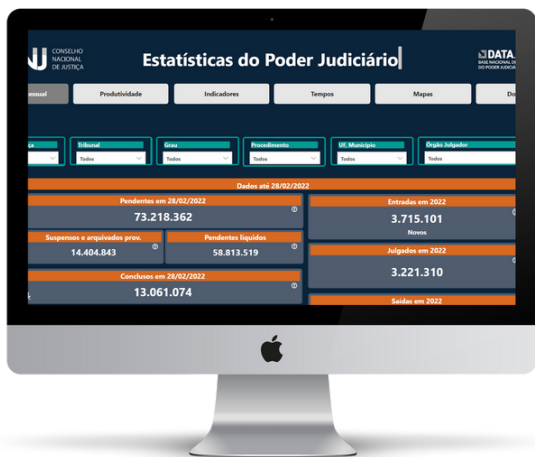 CONSELHO
NACIONAL
DE JUSTIÇA
Estatísticas do Poder Judiciário
DATA
BASE NACIONAL DE
DO PODER JUDICIÁ
Produtividade
Indicadores
Tempos
Mapas
Do
Tribunal
Grau
Procedimento
UF, Município
Órgão Julgador
Todos
Todos
Todos
Todos
Todos
Dados até 28/02/2022
Pendentes em 28/02/2022
73.218.362
Entradas em 2022
3.715.101
Novos
Suspensos e arquivados prov.
14.404.843
Pendentes líquidos
58.813.519
Julgados em 2022
3.221.310
Conclusos em 28/02/2022
13.061.074
Saídas em 2022